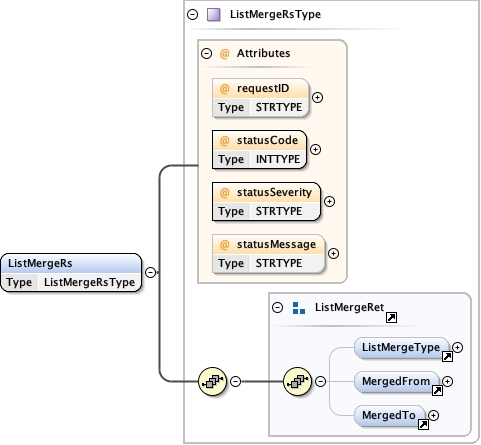 ListMergeRsType
@ Attributes
@ requestID
Type STRTYPE
@ statusCode
Type INTTYPE
@ statusSeverity
Type STRTYPE
@ statusMessage
Type STRTYPE
ListMergeRs
Type ListMergeRsType
ListMergeRet
ListMergeType
MergedFrom
MergedTo